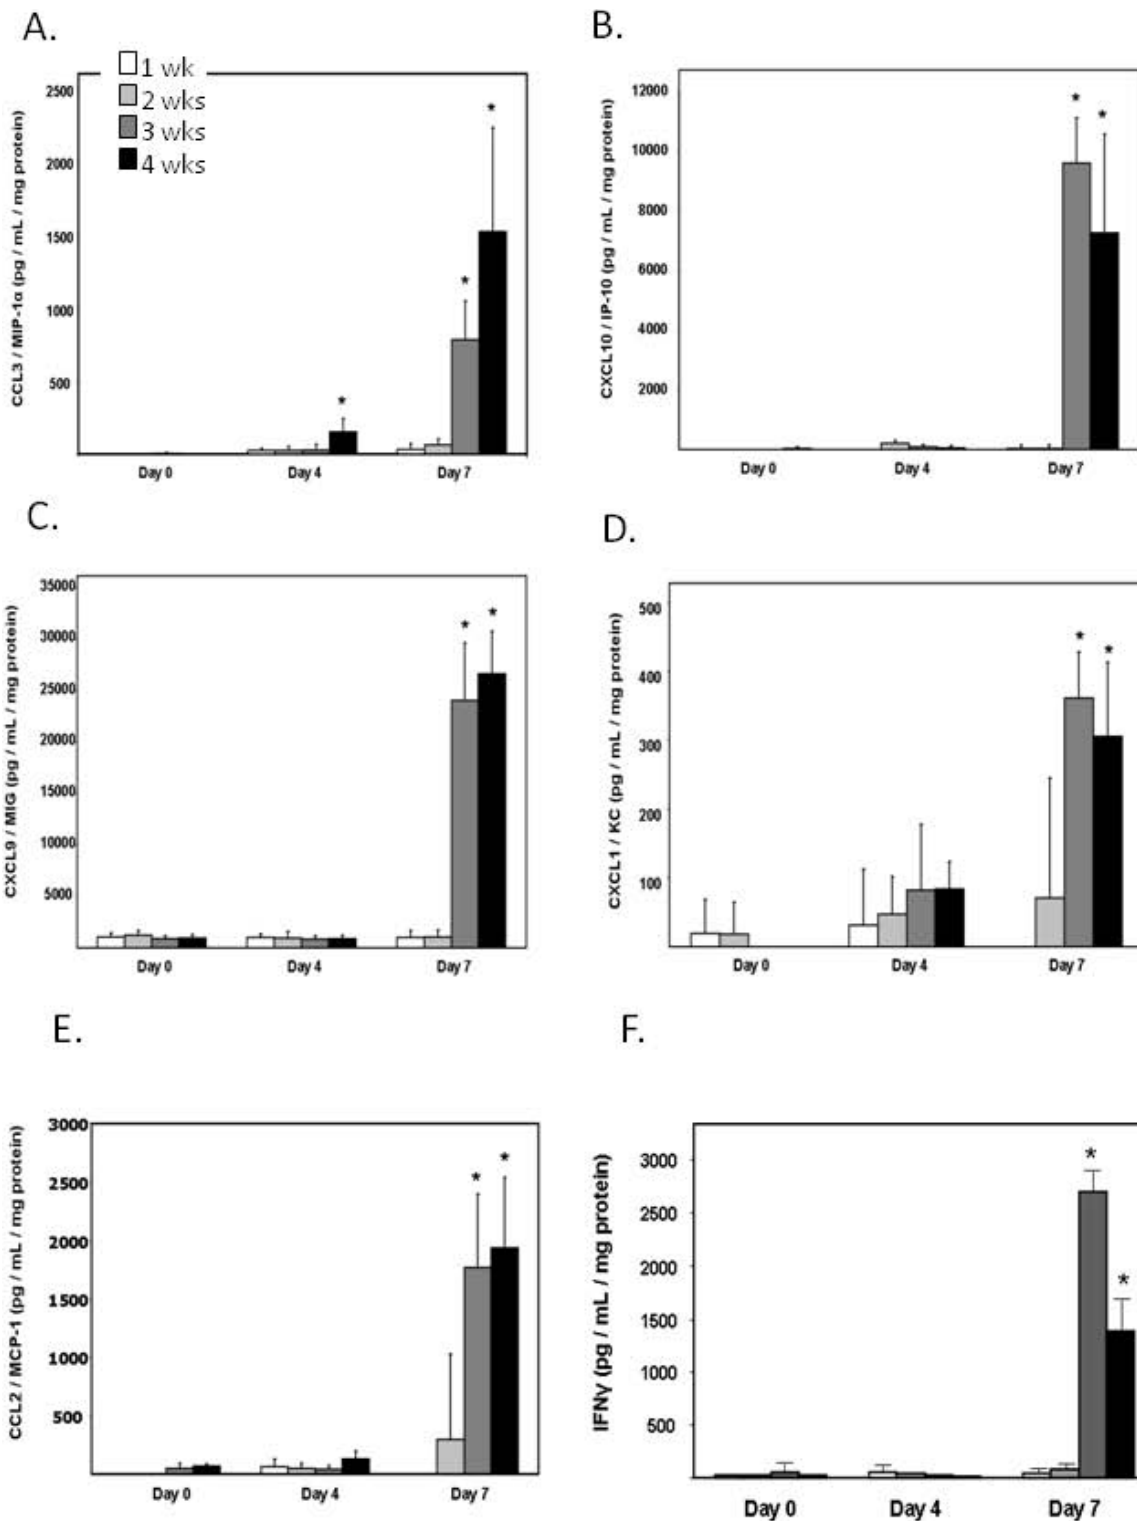 A.
1 wk
2 wks
3 wks
4 wks
CCL3 / MIP-1α (pg / mL / mg protein)
2500
2000
1500
1000
500
*
*
*
Day 0 Day 4 Day 7
B.
CXCL10 / IP-10 (pg / mL / mg protein)
12000
10000
8000
6000
4000
2000
*
*
Day 0 Day 4 Day 7
C.
CXCL9 / MIG (pg / mL / mg protein)
35000
30000
25000
20000
15000
10000
5000
*
*
Day 0 Day 4 Day 7
D.
CXCL1 / KC (pg / mL / mg protein)
500
400
300
200
100
*
*
Day 0 Day 4 Day 7
E.
CCL2 / MCP-1 (pg / mL / mg protein)
3000
2500
2000
1500
1000
500
*
*
Day 0 Day 4 Day 7
F.
IFNγ (pg / mL / mg protein)
3000
2500
2000
1500
1000
500
*
*
Day 0 Day 4 Day 7